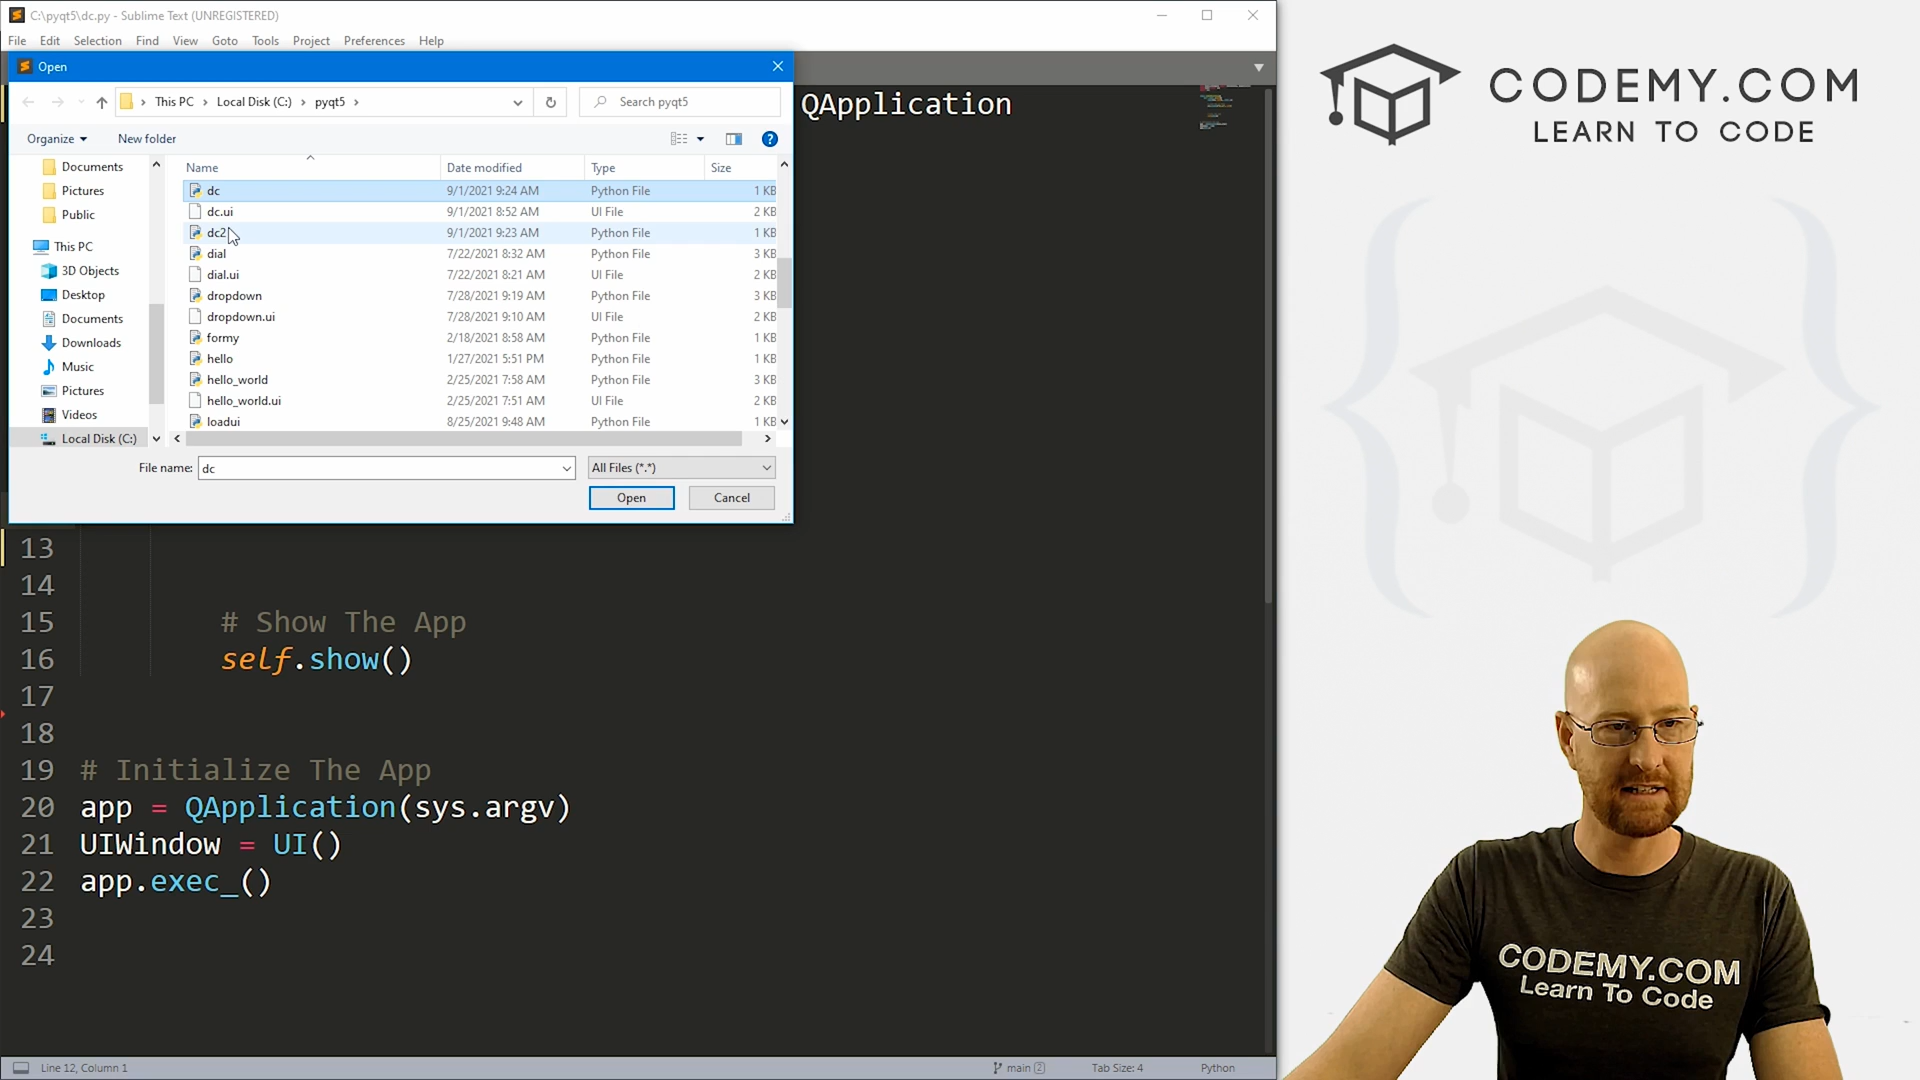 C:\pyqt5\dc.py - Sublime Text (UNREGISTERED)
File Edit Selection Find View Goto Tools Project Preferences Help
Open
This PC › Local Disk (C:) › pyqt5 ›
Search pyqt5
Organize
New folder
Documents
Pictures
Public
This PC
3D Objects
Desktop
Documents
Downloads
Music
Pictures
Videos
Local Disk (C:)
Name Date modified Type Size
dc 9/1/2021 9:24 AM Python File 1 KB
dc.ui 9/1/2021 8:52 AM UI File 2 KB
dc2 9/1/2021 9:23 AM Python File 1 KB
dial 7/22/2021 8:32 AM Python File 3 KB
dial.ui 7/22/2021 8:21 AM UI File 2 KB
dropdown 7/28/2021 9:19 AM Python File 3 KB
dropdown.ui 7/28/2021 9:10 AM UI File 2 KB
formy 2/18/2021 8:58 AM Python File 1 KB
hello 1/27/2021 5:51 PM Python File 1 KB
hello_world 2/25/2021 7:58 AM Python File 3 KB
hello_world.ui 2/25/2021 7:51 AM UI File 2 KB
loadui 8/25/2021 9:48 AM Python File 1 KB
File name: dc
All Files (*.*)
Open
Cancel
QApplication
13
14
15 # Show The App
16 self.show()
17
18
19 # Initialize The App
20 app = QApplication(sys.argv)
21 UIWindow = UI()
22 app.exec_()
23
24
Line 12, Column 1
main 2
Tab Size: 4
Python
CODEMY.COM
LEARN TO CODE
CODEMY.COM
Learn To Code